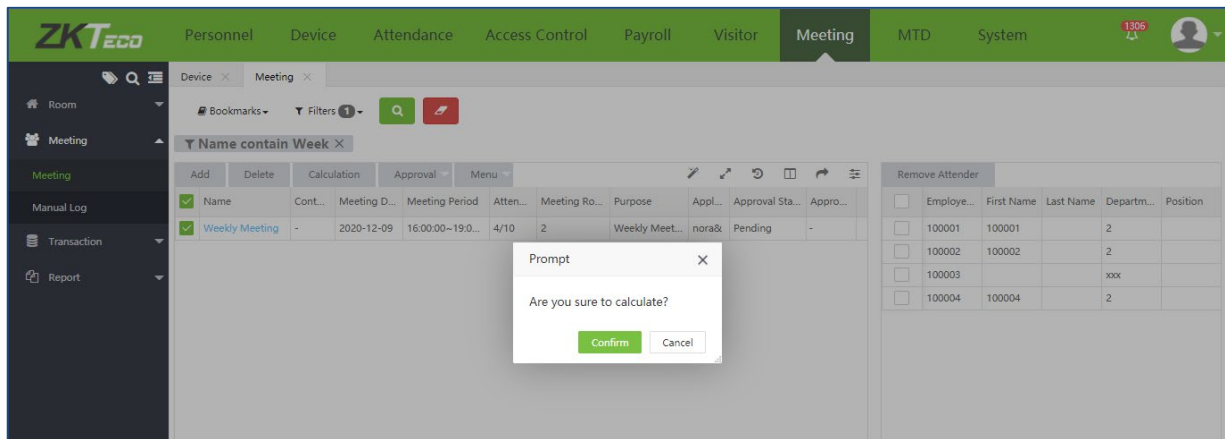 ZKTeco Personnel Device Attendance Access Control Payroll Visitor Meeting MTD System 1306
Device Meeting
Room
Bookmarks Filters 1
Meeting
Name contain Week
Meeting
Add Delete Calculation Approval Menu Remove Attender
Manual Log
Name Cont... Meeting D... Meeting Period Atten... Meeting Ro... Purpose Appl... Approval Sta... Appro... Employe... First Name Last Name Departm... Position
Weekly Meeting - 2020-12-09 16:00:00~19:0... 4/10 2 Weekly Meet... nora& Pending - 100001 100001 2
Transaction
100002 100002 2
Prompt
Report
100003 xxx
Are you sure to calculate?
100004 100004 2
Confirm Cancel